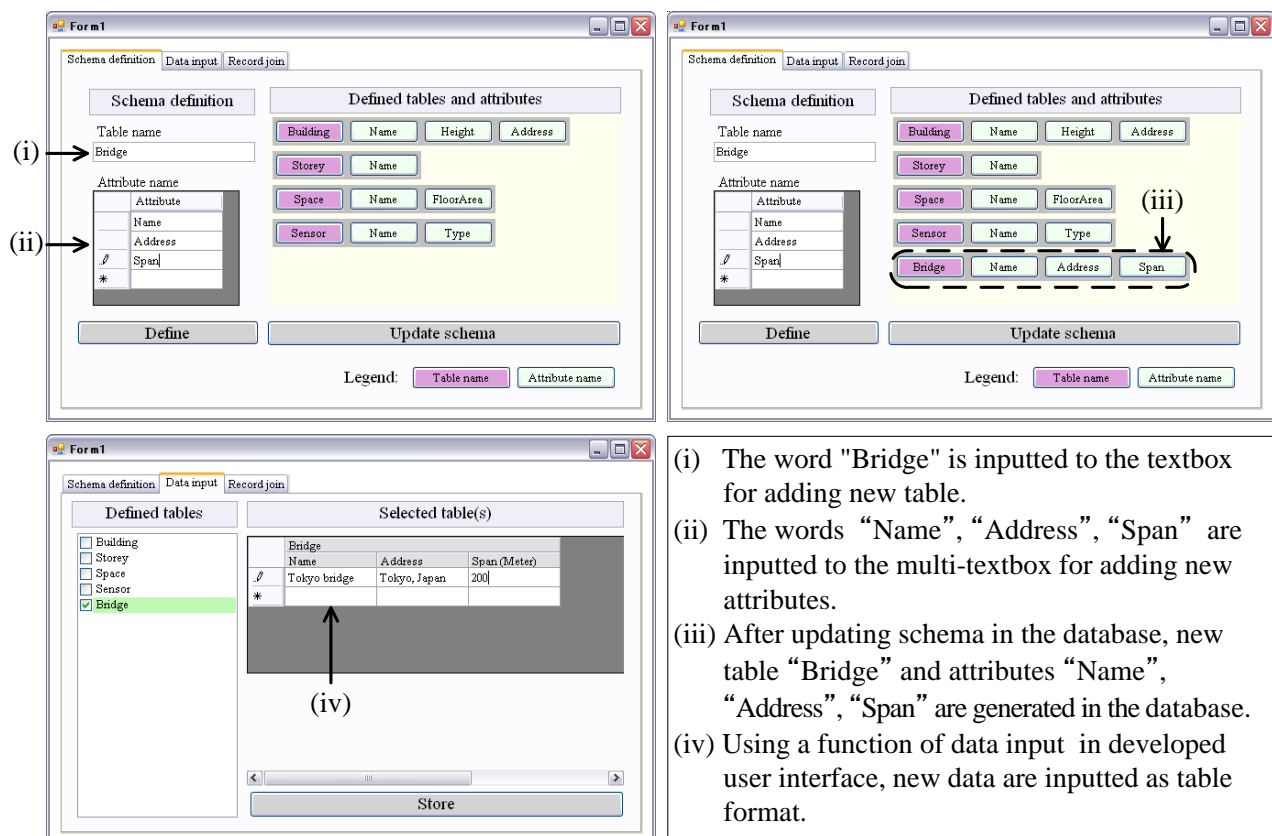 Form1
Schema definition Data input Record join
Schema definition
Defined tables and attributes
Table name
(i)
Bridge
Attribute name
Attribute
Name
(ii)
Address
Span
*
Building Name Height Address
Storey Name
Space Name FloorArea
Sensor Name Type
Define
Update schema
Legend: Table name Attribute name
Form1
Schema definition Data input Record join
Schema definition
Defined tables and attributes
Table name
Bridge
Attribute name
Attribute
Name
Address
Span
*
Building Name Height Address
Storey Name
Space Name FloorArea
(iii)
Sensor Name Type
Bridge Name Address Span
Define
Update schema
Legend: Table name Attribute name
Form1
Schema definition Data input Record join
Defined tables
Selected table(s)
Building
Storey
Space
Sensor
Bridge
Bridge
Name Address Span (Meter)
Tokyo bridge Tokyo, Japan 200
*
(iv)
Store
(i) The word "Bridge" is inputted to the textbox
for adding new table.
(ii) The words “Name”, “Address”, “Span” are
inputted to the multi-textbox for adding new
attributes.
(iii) After updating schema in the database, new
table “Bridge” and attributes “Name”,
“Address”, “Span” are generated in the database.
(iv) Using a function of data input in developed
user interface, new data are inputted as table
format.